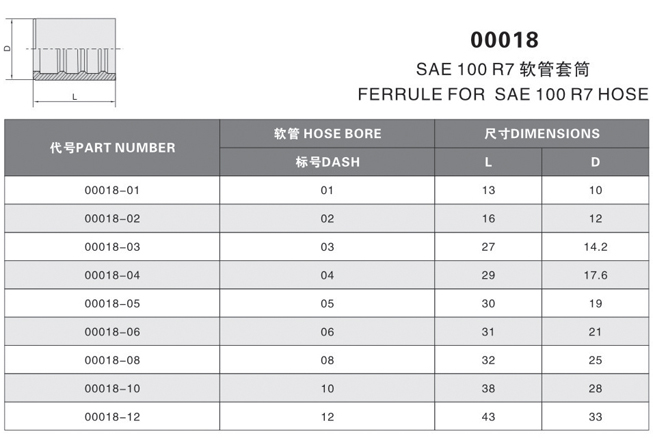 D
L
00018
SAE 100 R7 软管套筒
FERRULE FOR SAE 100 R7 HOSE
代号PART NUMBER 软管 HOSE BORE 尺寸DIMENSIONS
标号DASH L D
00018-01 01 13 10
00018-02 02 16 12
00018-03 03 27 14.2
00018-04 04 29 17.6
00018-05 05 30 19
00018-06 06 31 21
00018-08 08 32 25
00018-10 10 38 28
00018-12 12 43 33